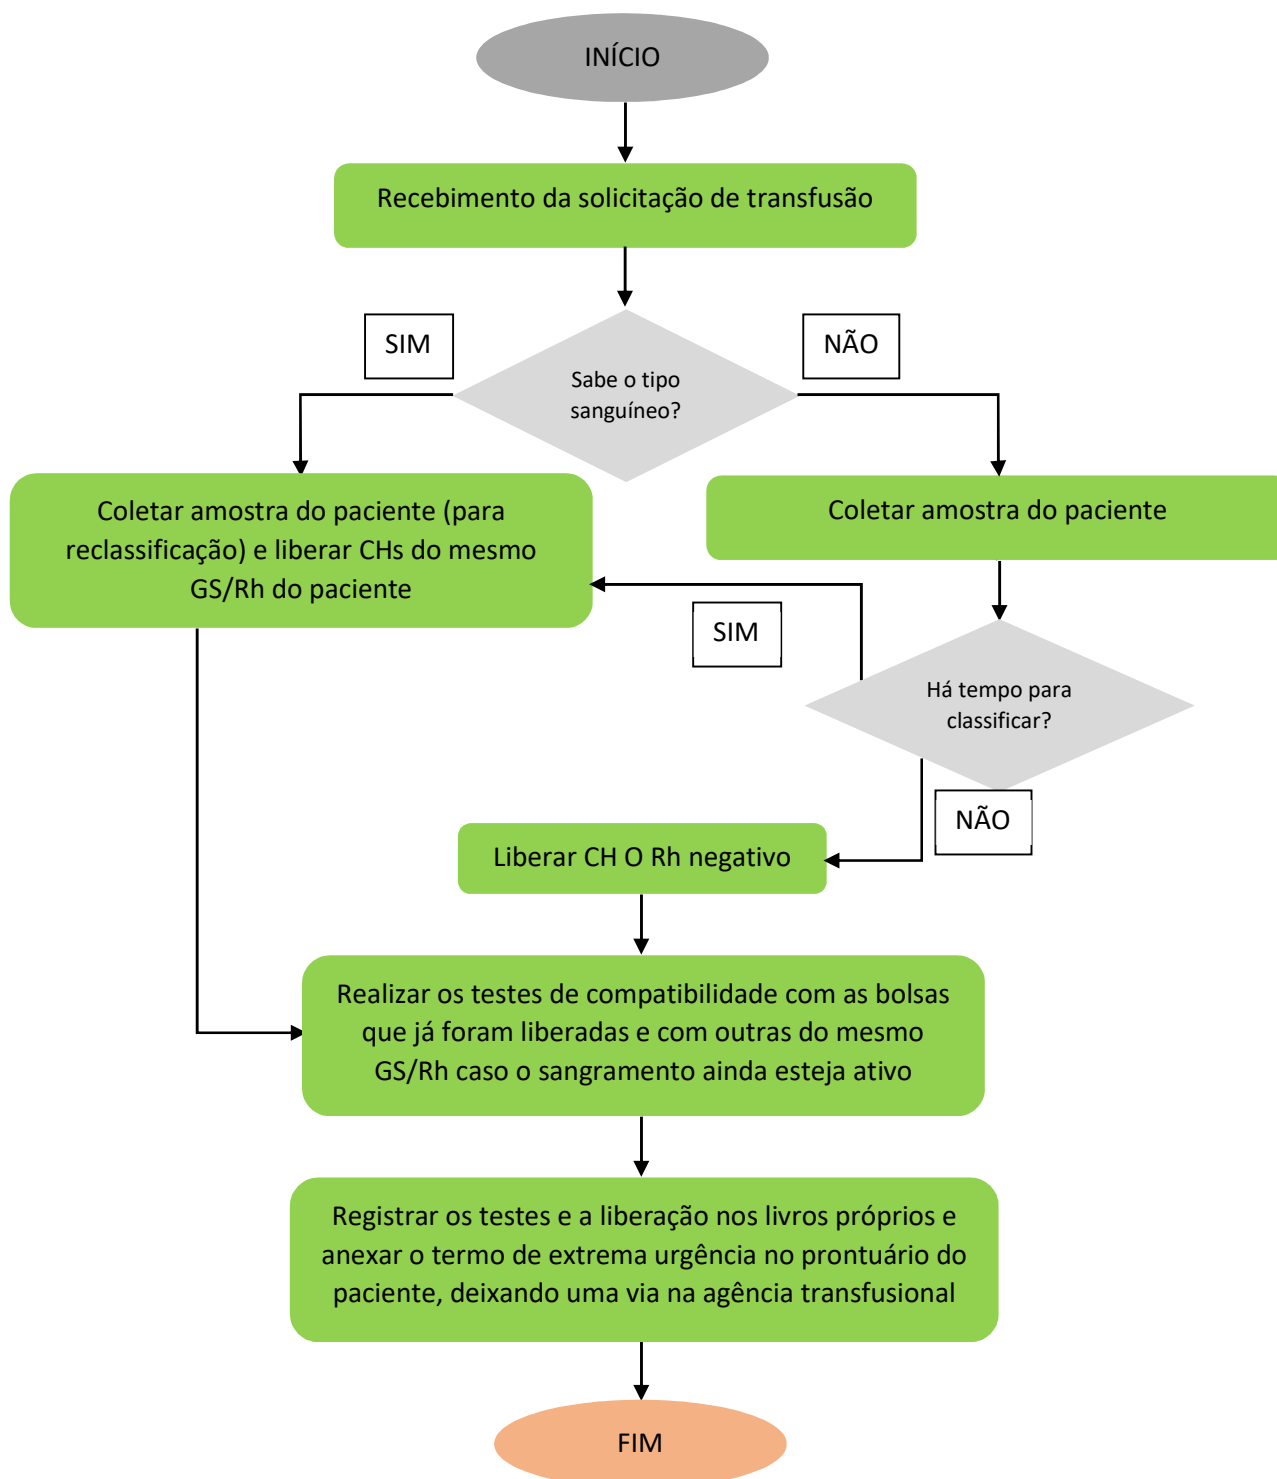 INÍCIO
Recebimento da solicitação de transfusão
SIM
NÃO
Sabe o tipo
sanguíneo?
Coletar amostra do paciente (para
reclassificação) e liberar CHs do mesmo
GS/Rh do paciente
Coletar amostra do paciente
SIM
Há tempo para
classificar?
NÃO
Liberar CH O Rh negativo
Realizar os testes de compatibilidade com as bolsas
que já foram liberadas e com outras do mesmo
GS/Rh caso o sangramento ainda esteja ativo
Registrar os testes e a liberação nos livros próprios e
anexar o termo de extrema urgência no prontuário do
paciente, deixando uma via na agência transfusional
FIM